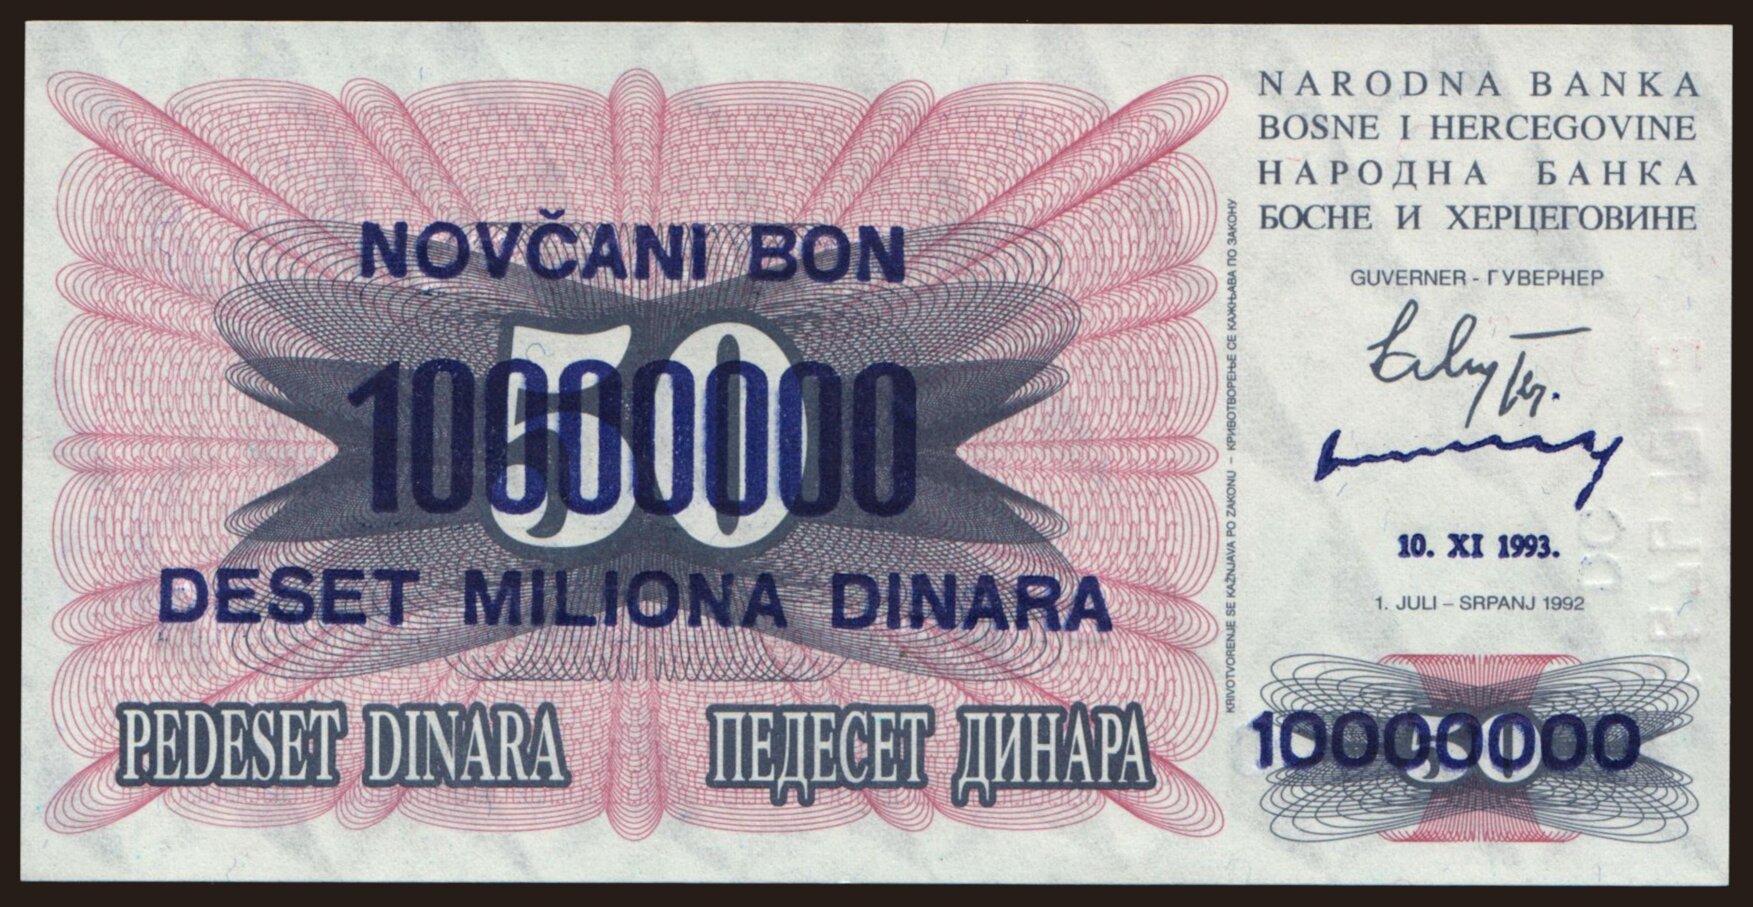 NARODNA BANKA
BOSNE I HERCEGOVINE
НАРОДНА БАНКА
БОСНЕ И ХЕРЦЕГОВИНЕ
GUVERNER - ГУВЕРНЕР
10. XI 1993.
1. JULI – SRPANJ 1992
NOVČANI BON
50
10000000
DESET MILIONA DINARA
PEDESET DINARA
ПЕДЕСЕТ ДИНАРА
KRIVOTVORENJE SE KAŽNJAVA PO ZAKONU – КРИВОТВОРЕЊЕ СЕ КАЖЊАВА ПО ЗАКОНУ
50
10000000